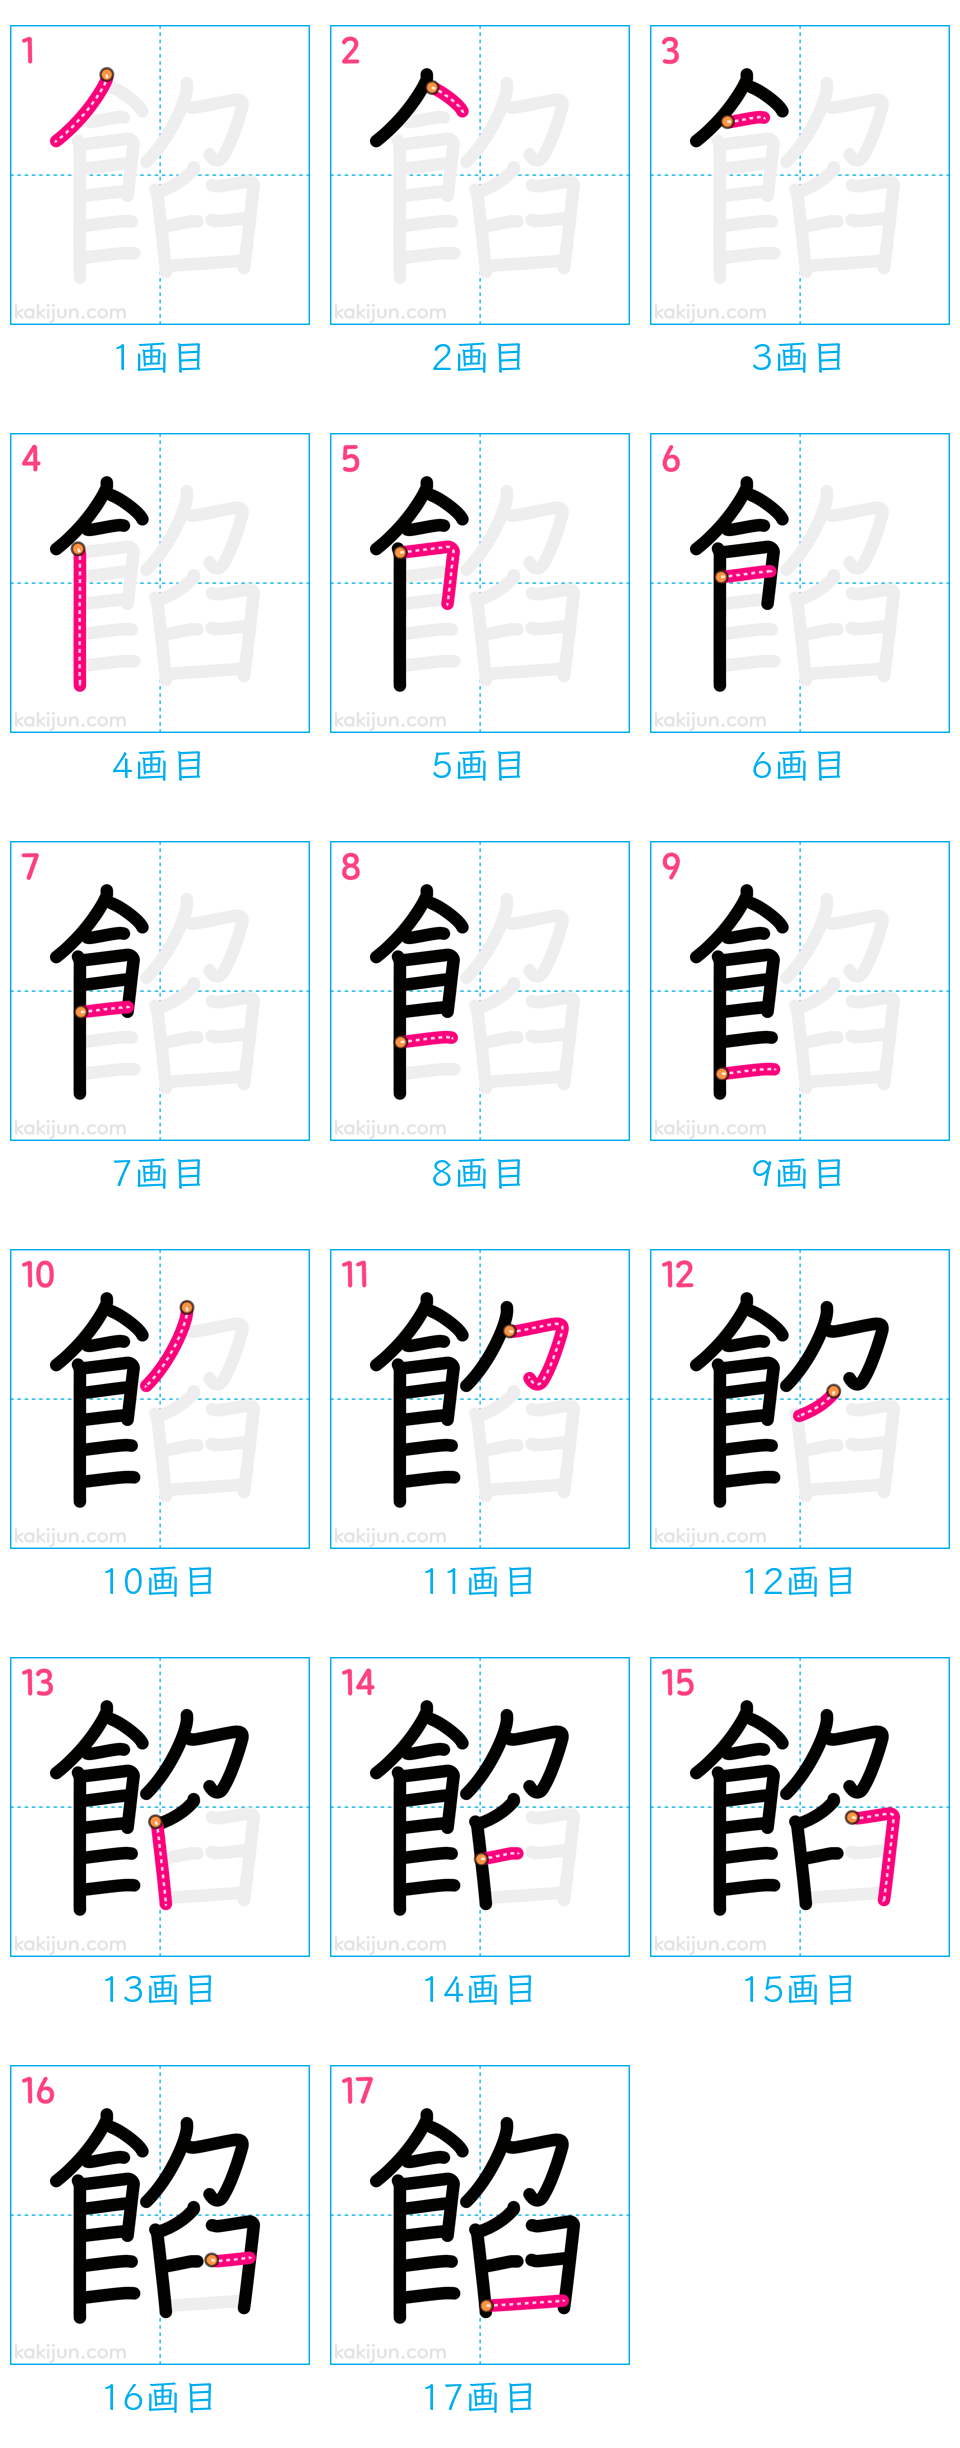 1 2 3
kakijun.com kakijun.com kakijun.com
1画目 2画目 3画目
4 5 6
kakijun.com kakijun.com kakijun.com
4画目 5画目 6画目
7 8 9
餡 餡 餡
kakijun.com kakijun.com kakijun.com
7画目 8画目 9画目
10 11 12
kakijun.com kakijun.com kakijun.com
10画目 11画目 12画目
13 14 15
kakijun.com kakijun.com kakijun.com
13画目 14画目 15画目
16 17
餡 餡
kakijun.com kakijun.com
16画目 17画目